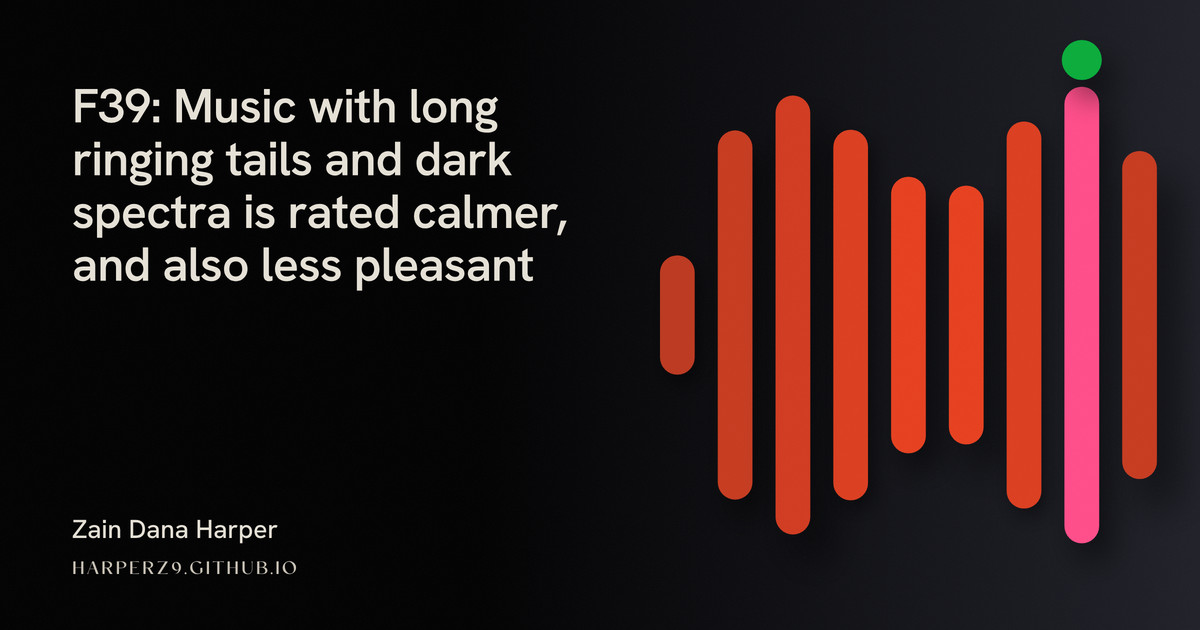 F39: Music with long
ringing tails and dark
spectra is rated calmer,
and also less pleasant
Zain Dana Harper
HARPERZ9.GITHUB.IO